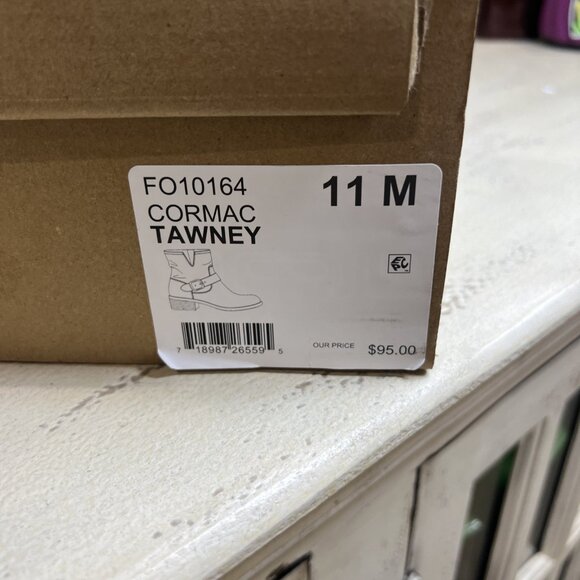 FO10164 11 M
CORMAC
TAWNEY
7 18987 26559 5
OUR PRICE $95.00